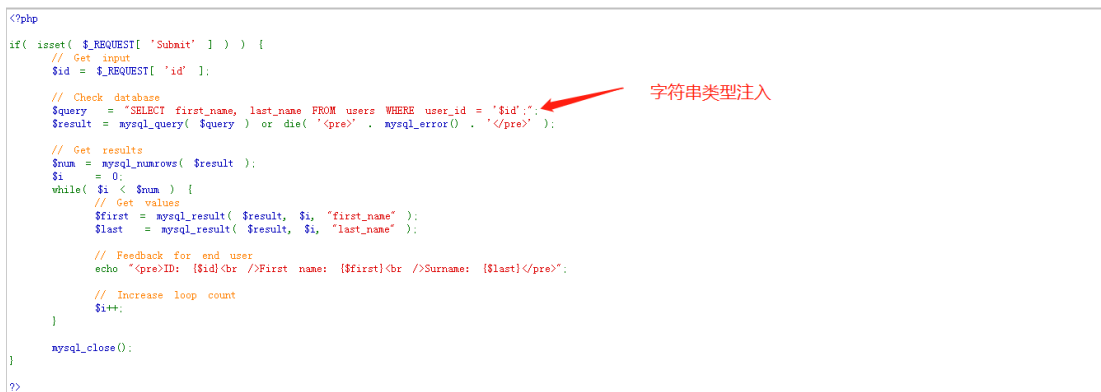 <?php
if( isset( $_REQUEST[ 'Submit' ] ) ) {
// Get input
$id = $_REQUEST[ 'id' ];
// Check database
$query = "SELECT first_name, last_name FROM users WHERE user_id = '$id';";
字符串类型注入
$result = mysql_query( $query ) or die( '<pre>' . mysql_error() . '</pre>' );
// Get results
$num = mysql_numrows( $result );
$i = 0;
while( $i < $num ) {
// Get values
$first = mysql_result( $result, $i, "first_name" );
$last = mysql_result( $result, $i, "last_name" );
// Feedback for end user
echo "<pre>ID: {$id}<br />First name: {$first}<br />Surname: {$last}</pre>";
// Increase loop count
$i++;
}
mysql_close();
}
?>